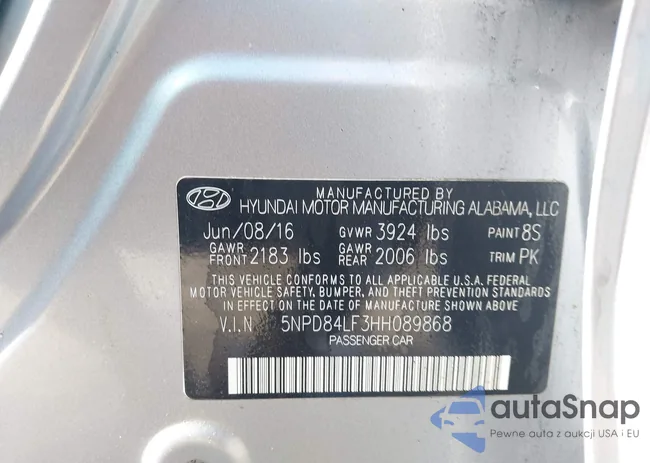 MANUFACTURED BY
HYUNDAI MOTOR MANUFACTURING ALABAMA, LLC
Jun/08/16 GVWR 3924 lbs PAINT 8S
GAWR FRONT 2183 lbs GAWR REAR 2006 lbs TRIM PK
THIS VEHICLE CONFORMS TO ALL APPLICABLE U.S.A. FEDERAL
MOTOR VEHICLE SAFETY, BUMPER, AND THEFT PREVENTION STANDARDS
IN EFFECT ON THE DATE OF MANUFACTURE SHOWN ABOVE
V.I.N 5NPD84LF3HH089868
PASSENGER CAR
autaSnap
Pewne auta z aukcji USA i EU